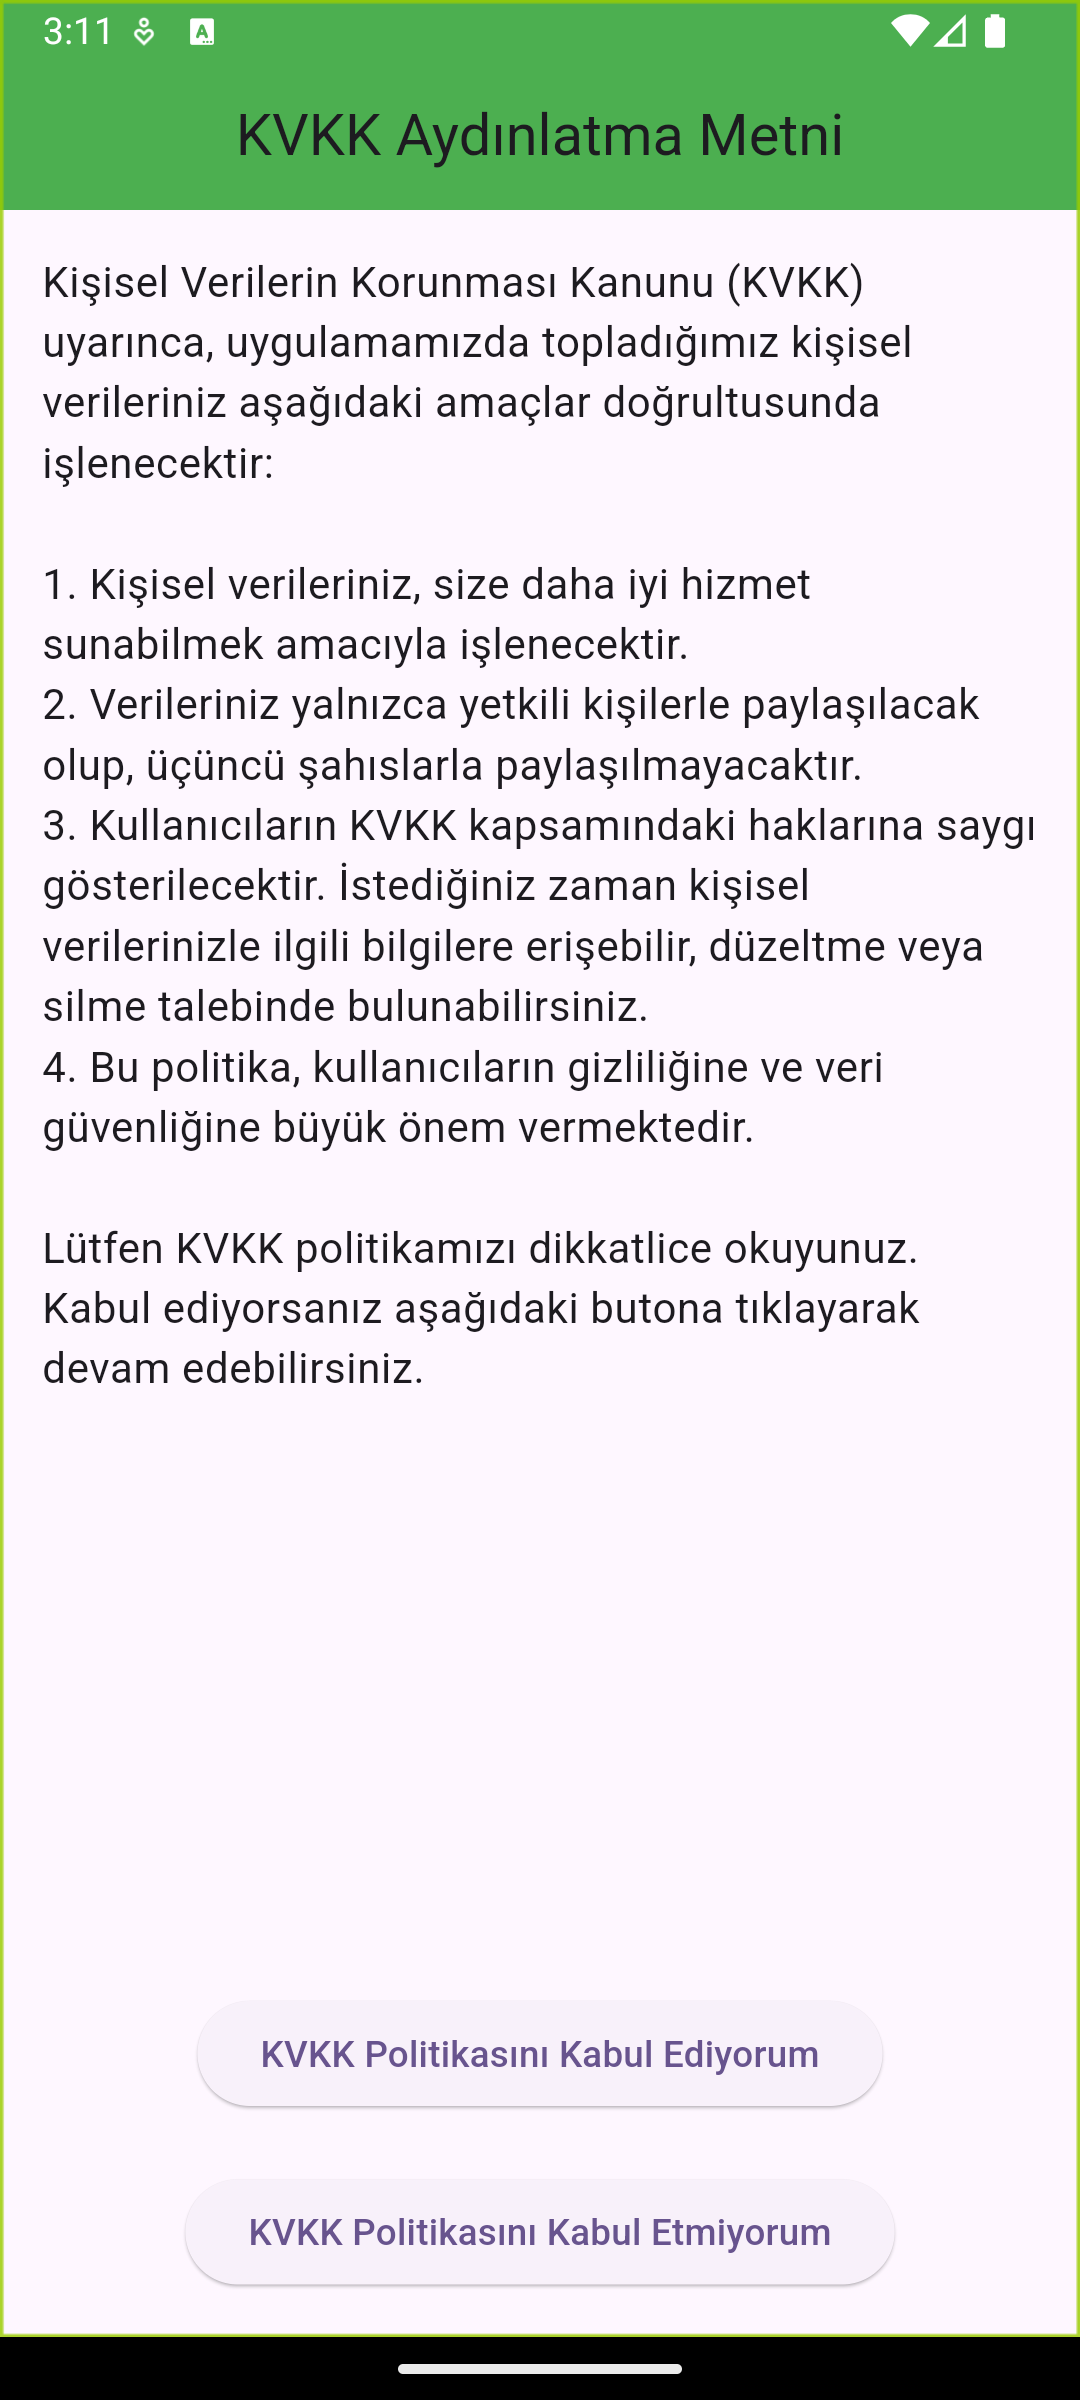 3:11
KVKK Aydınlatma Metni
Kişisel Verilerin Korunması Kanunu (KVKK)
uyarınca, uygulamamızda topladığımız kişisel
verileriniz aşağıdaki amaçlar doğrultusunda
işlenecektir:
1. Kişisel verileriniz, size daha iyi hizmet
sunabilmek amacıyla işlenecektir.
2. Verileriniz yalnızca yetkili kişilerle paylaşılacak
olup, üçüncü şahıslarla paylaşılmayacaktır.
3. Kullanıcıların KVKK kapsamındaki haklarına saygı
gösterilecektir. İstediğiniz zaman kişisel
verilerinizle ilgili bilgilere erişebilir, düzeltme veya
silme talebinde bulunabilirsiniz.
4. Bu politika, kullanıcıların gizliliğine ve veri
güvenliğine büyük önem vermektedir.
Lütfen KVKK politikamızı dikkatlice okuyunuz.
Kabul ediyorsanız aşağıdaki butona tıklayarak
devam edebilirsiniz.
KVKK Politikasını Kabul Ediyorum
KVKK Politikasını Kabul Etmiyorum